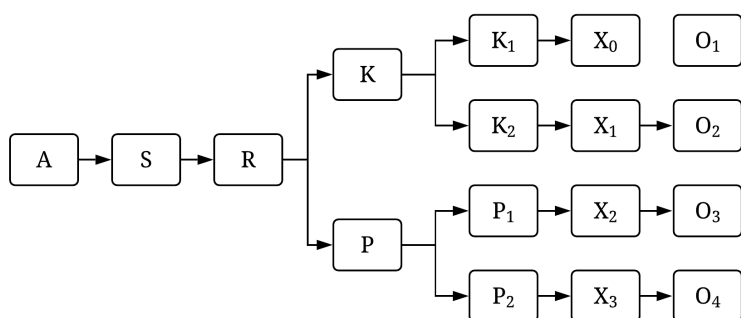 K₁ X₀ O₁
K
K₂ X₁ O₂
A S R
P₁ X₂ O₃
P
P₂ X₃ O₄